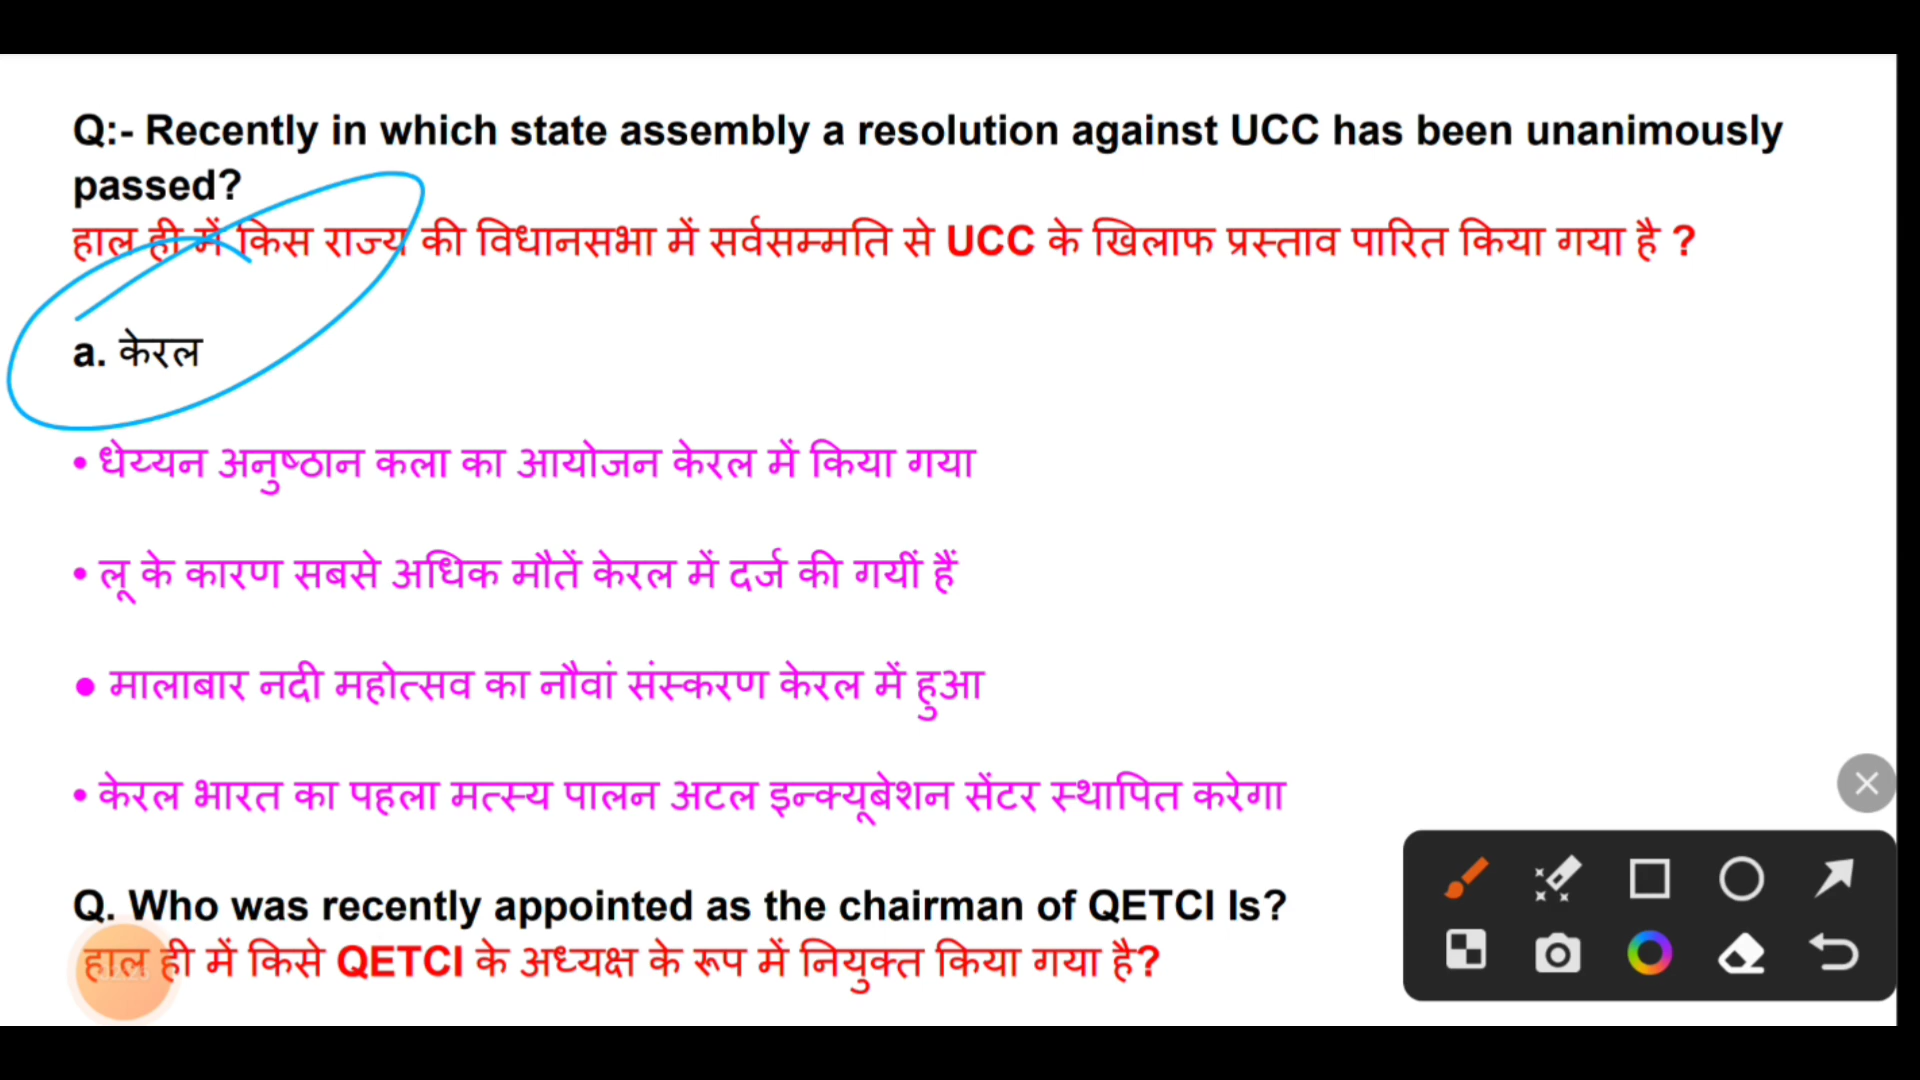 Q:- Recently in which state assembly a resolution against UCC has been unanimously
passed?
हाल ही में किस राज्य की विधानसभा में सर्वसम्मति से UCC के खिलाफ प्रस्ताव पारित किया गया है ?
a. केरल
• धेय्यन अनुष्ठान कला का आयोजन केरल में किया गया
• लू के कारण सबसे अधिक मौतें केरल में दर्ज की गयीं हैं
● मालाबार नदी महोत्सव का नौवां संस्करण केरल में हुआ
• केरल भारत का पहला मत्स्य पालन अटल इन्क्यूबेशन सेंटर स्थापित करेगा
Q. Who was recently appointed as the chairman of QETCI Is?
हाल ही में किसे QETCI के अध्यक्ष के रूप में नियुक्त किया गया है?